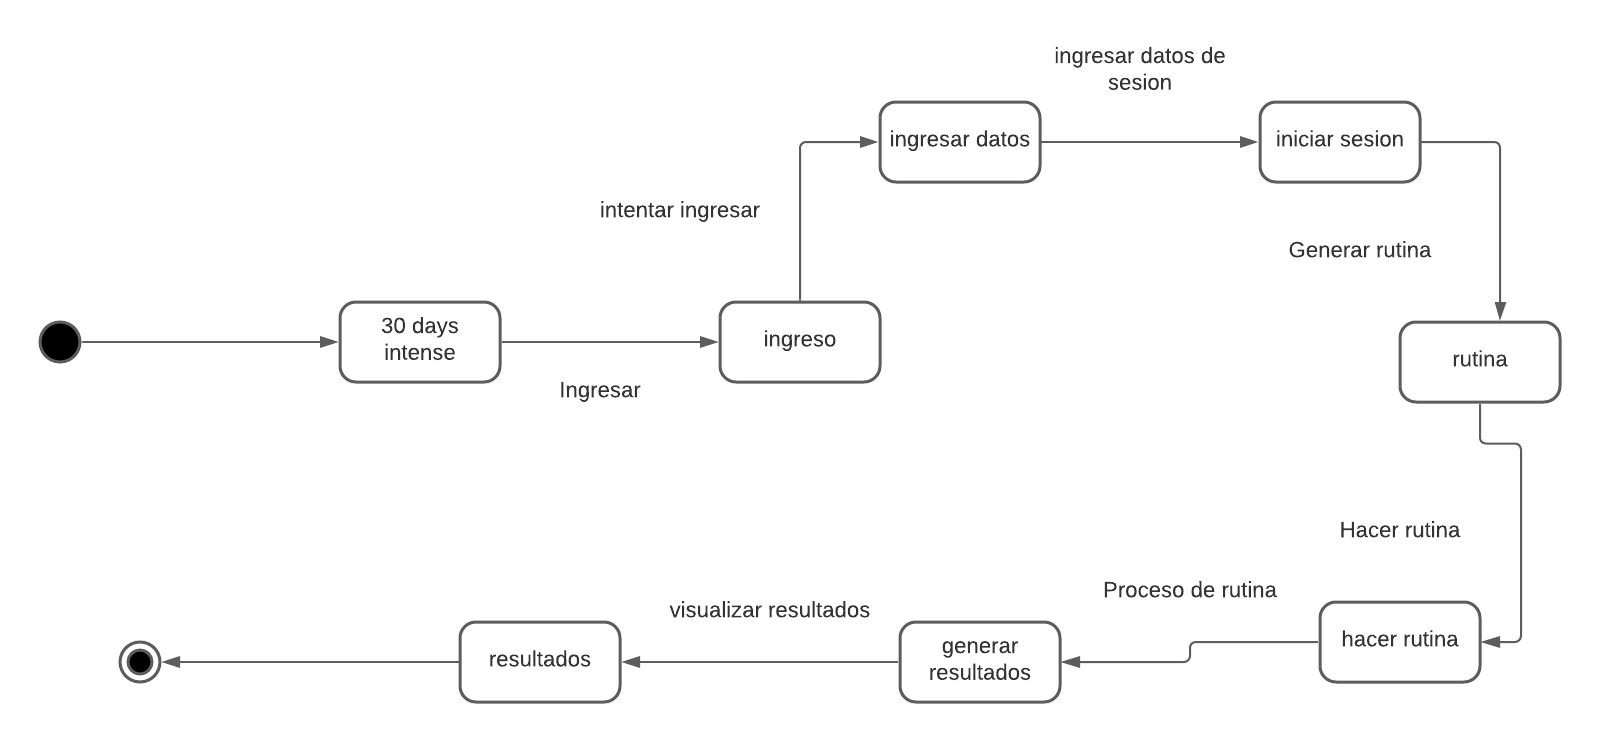 ingresar datos de
sesion
ingresar datos
iniciar sesion
intentar ingresar
Generar rutina
30 days
intense
ingreso
rutina
Ingresar
Hacer rutina
Proceso de rutina
visualizar resultados
hacer rutina
generar
resultados
resultados